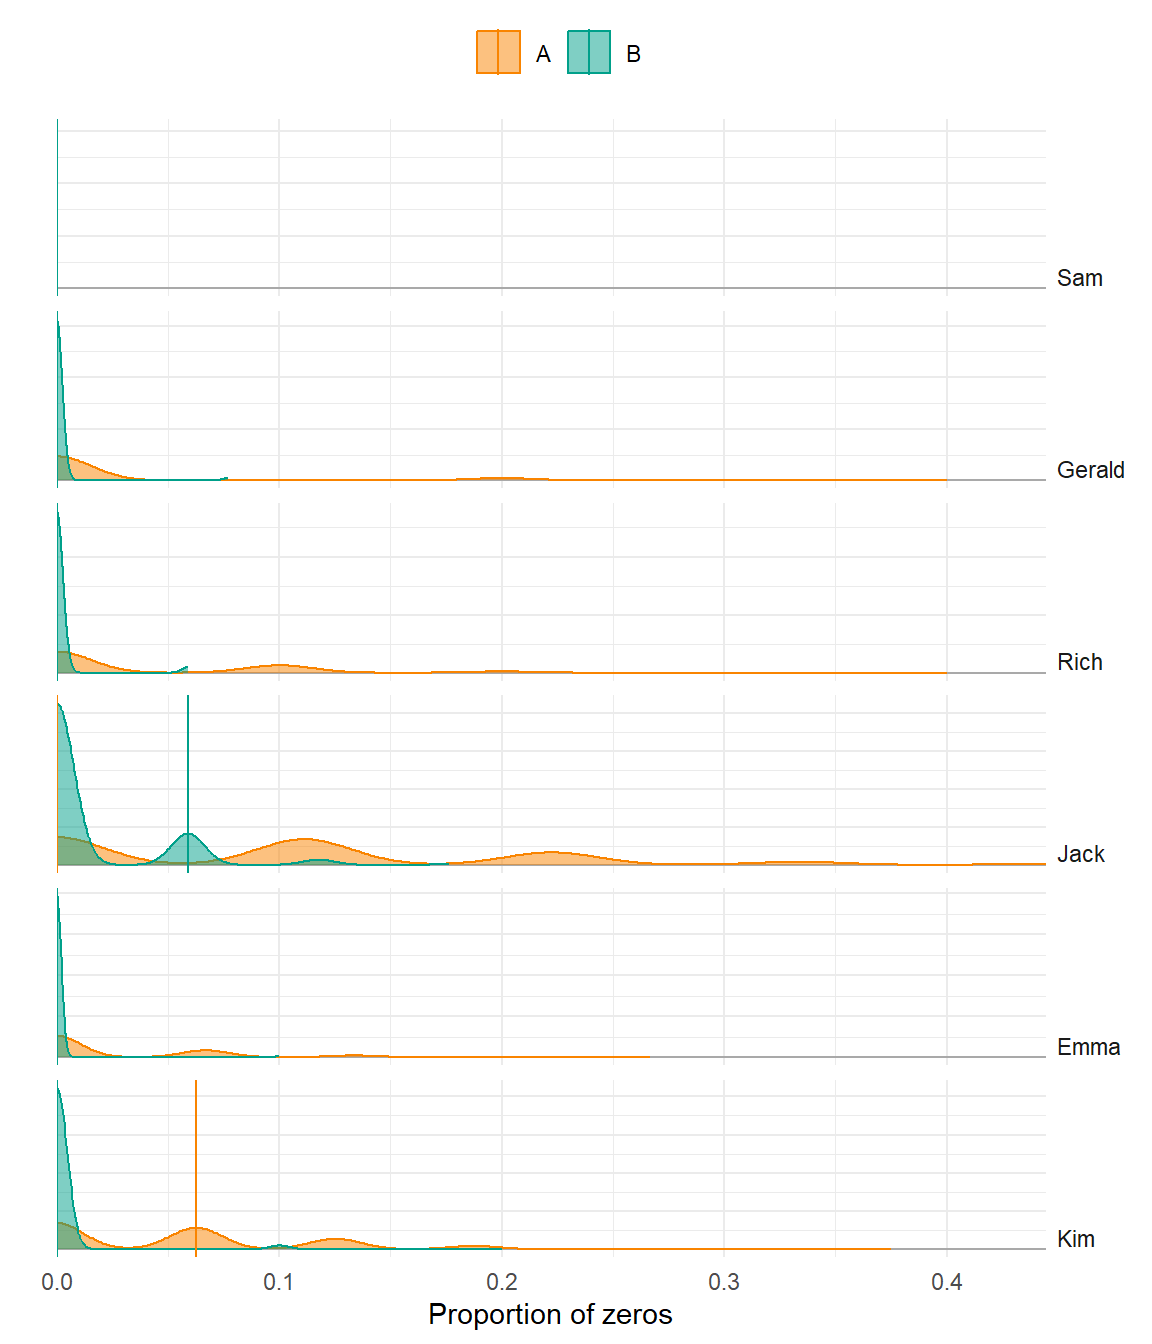 A B
Sam
Gerald
Rich
Jack
Emma
Kim
0.0 0.1 0.2 0.3 0.4
Proportion of zeros